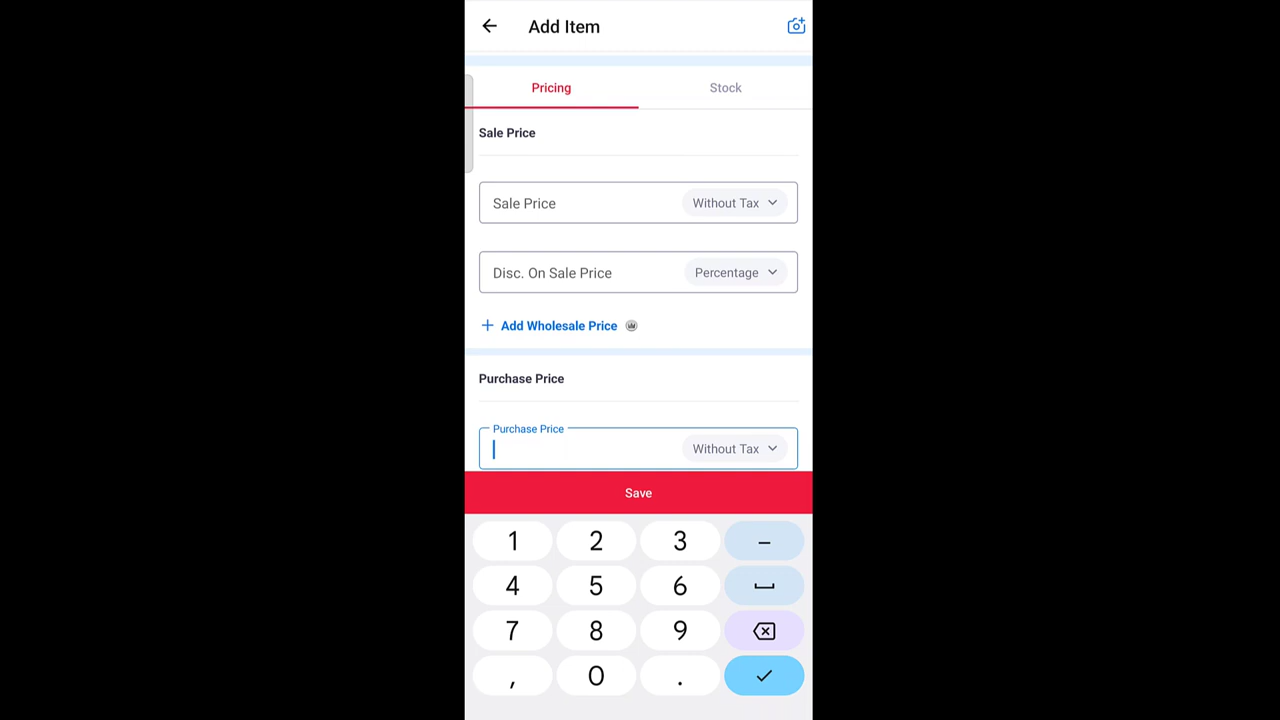 Add Item
Pricing Stock
Sale Price
Sale Price Without Tax
Disc. On Sale Price Percentage
+ Add Wholesale Price
Purchase Price
Purchase Price
Without Tax
Save
1 2 3 –
4 5 6
7 8 9
, 0 .